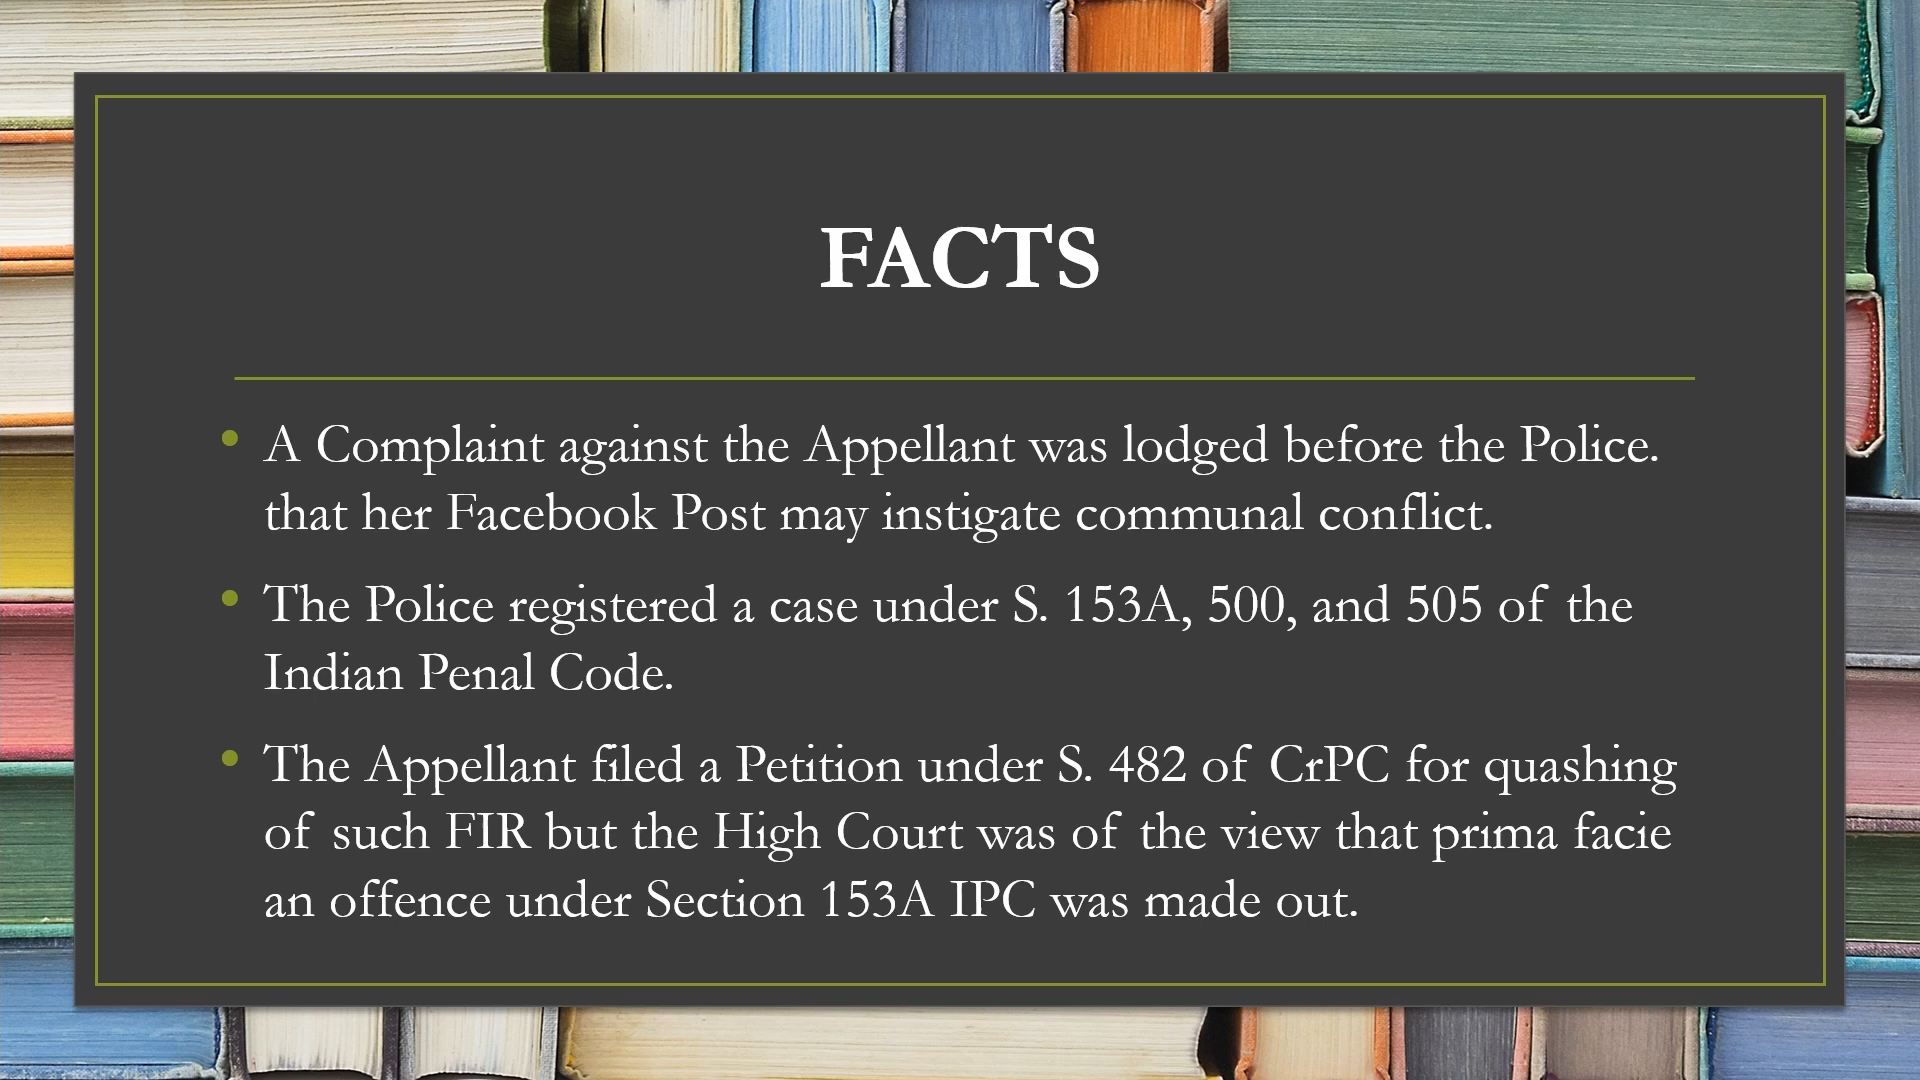 FACTS
• A Complaint against the Appellant was lodged before the Police.
that her Facebook Post may instigate communal conflict.
• The Police registered a case under S. 153A, 500, and 505 of the
Indian Penal Code.
• The Appellant filed a Petition under S. 482 of CrPC for quashing
of such FIR but the High Court was of the view that prima facie
an offence under Section 153A IPC was made out.